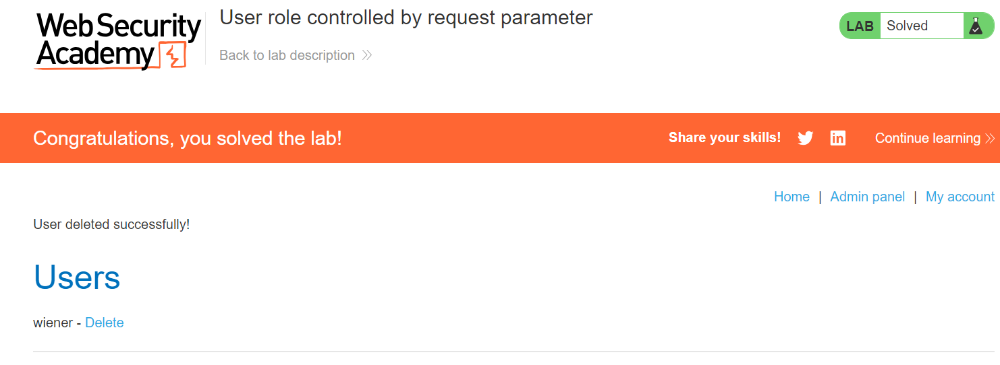 Web Security
Academy
User role controlled by request parameter
Back to lab description
LAB Solved
Congratulations, you solved the lab!
Share your skills!
in
Continue learning
Home | Admin panel | My account
User deleted successfully!
Users
wiener - Delete